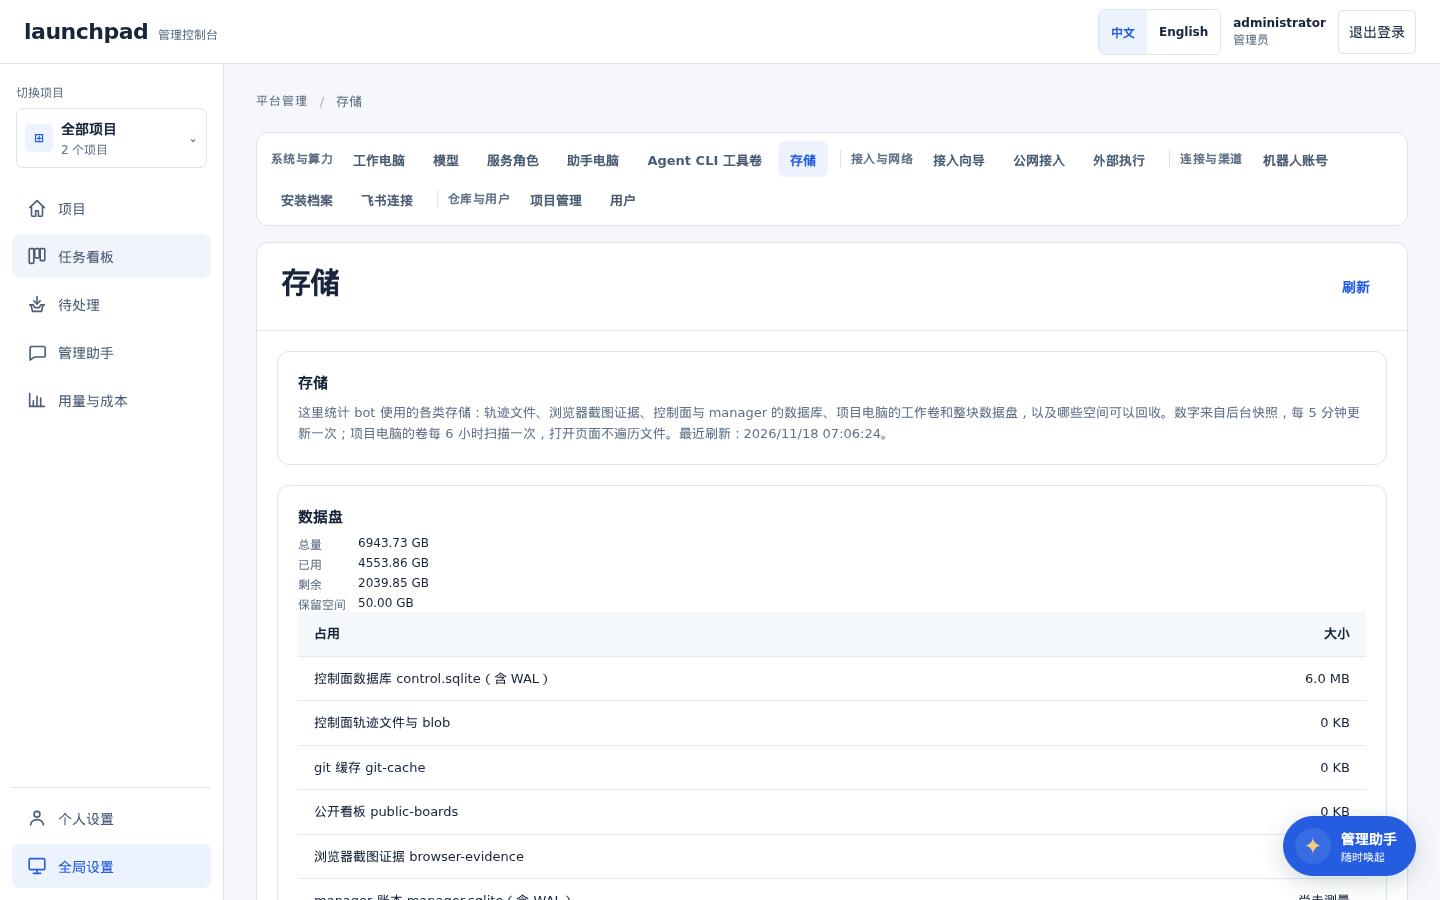 launchpad 管理控制台
中文 English
administrator
管理员
退出登录
切换项目
全部项目
2 个项目
项目
任务看板
待处理
管理助手
用量与成本
个人设置
全局设置
平台管理 / 存储
系统与算力 工作电脑 模型 服务角色 助手电脑 Agent CLI 工具卷 存储 接入与网络 接入向导 公网接入 外部执行 连接与渠道 机器人账号
安装档案 飞书连接 仓库与用户 项目管理 用户
存储
刷新
存储
这里统计 bot 使用的各类存储：轨迹文件、浏览器截图证据、控制面与 manager 的数据库、项目电脑的工作卷和整块数据盘，以及哪些空间可以回收。数字来自后台快照，每 5 分钟更
新一次；项目电脑的卷每 6 小时扫描一次，打开页面不遍历文件。最近刷新：2026/11/18 07:06:24。
数据盘
总量 6943.73 GB
已用 4553.86 GB
剩余 2039.85 GB
保留空间 50.00 GB
占用 大小
控制面数据库 control.sqlite（含 WAL） 6.0 MB
控制面轨迹文件与 blob 0 KB
git 缓存 git-cache 0 KB
公开看板 public-boards 0 KB
浏览器截图证据 browser-evidence
manager 账本 manager.sqlite（含 WAL） 尚未测量
管理助手
随时唤起